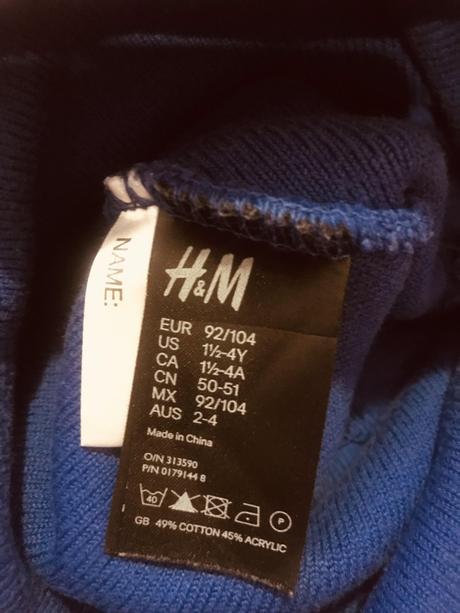 NAME:
H&M
EUR 92/104
US 1½-4Y
CA 1½-4A
CN 50-51
MX 92/104
AUS 2-4
Made in China
O/N 313590
P/N 0179144 8
40 P
GB 49% COTTON 45% ACRYLIC